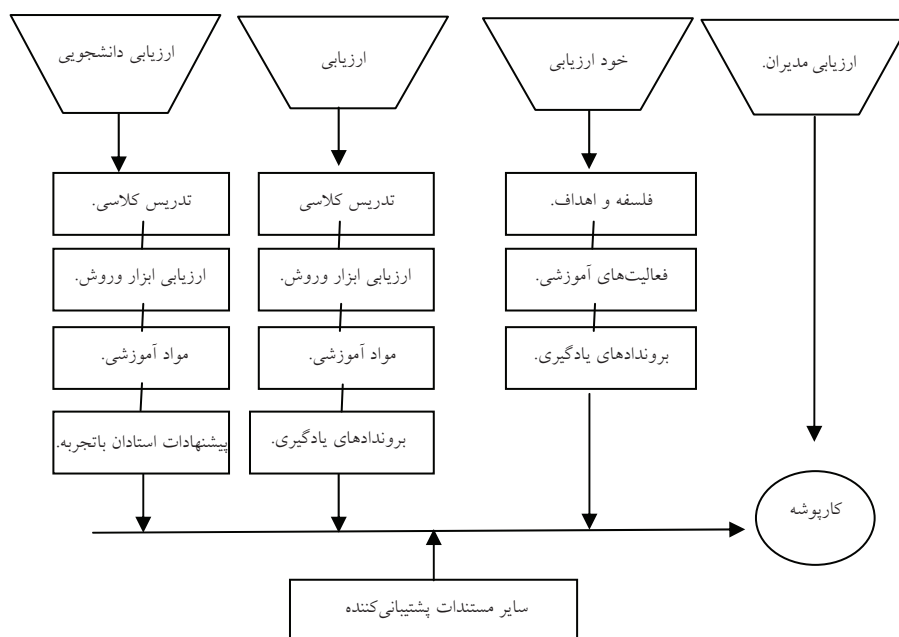 ارزیابی مدیران.
خود ارزیابی
ارزیابی
ارزیابی دانشجویی
فلسفه و اهداف.
تدریس کلاسی
تدریس کلاسی.
فعالیت‌های آموزشی.
ارزیابی ابزار وروش.
ارزیابی ابزار وروش.
بروندادهای یادگیری.
مواد آموزشی.
مواد آموزشی.
بروندادهای یادگیری.
پیشنهادات استادان باتجربه.
کارپوشه
سایر مستندات پشتیبانی‌کننده